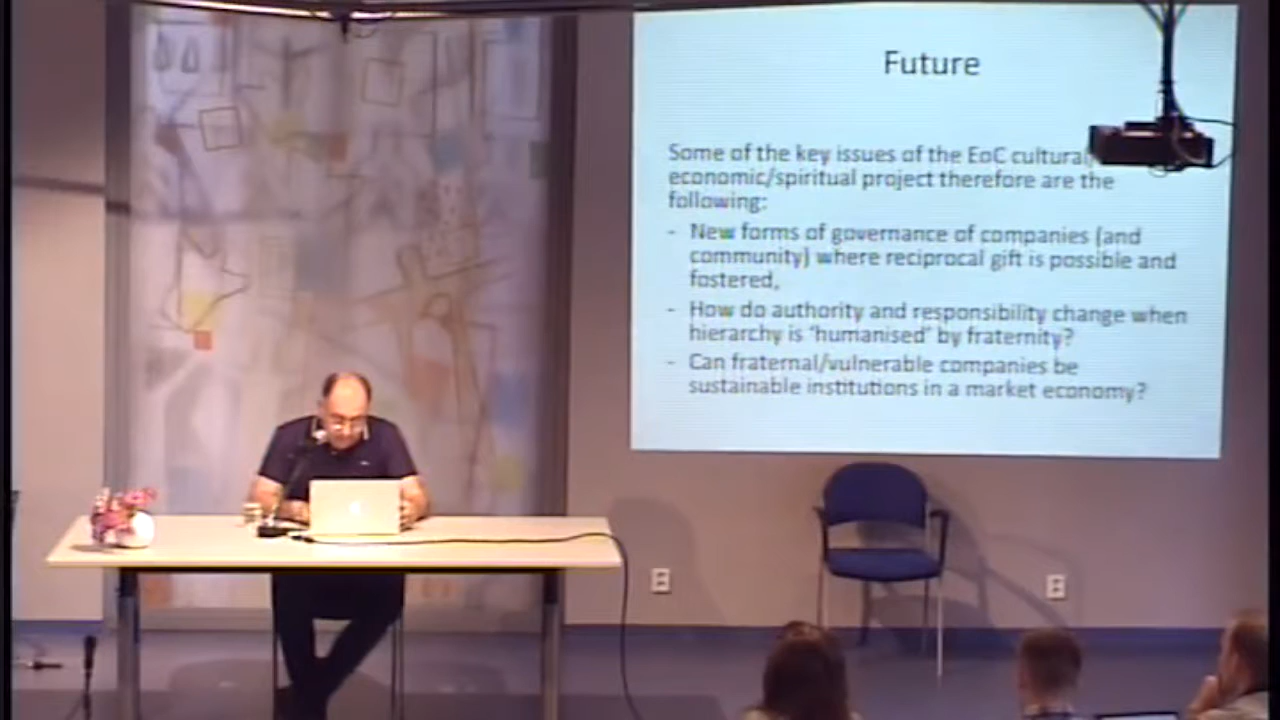 Future
Some of the key issues of the EoC cultural,
economic/spiritual project therefore are the
following:
- New forms of governance of companies (and
community) where reciprocal gift is possible and
fostered,
- How do authority and responsibility change when
hierarchy is 'humanised' by fraternity?
- Can fraternal/vulnerable companies be
sustainable institutions in a market economy?